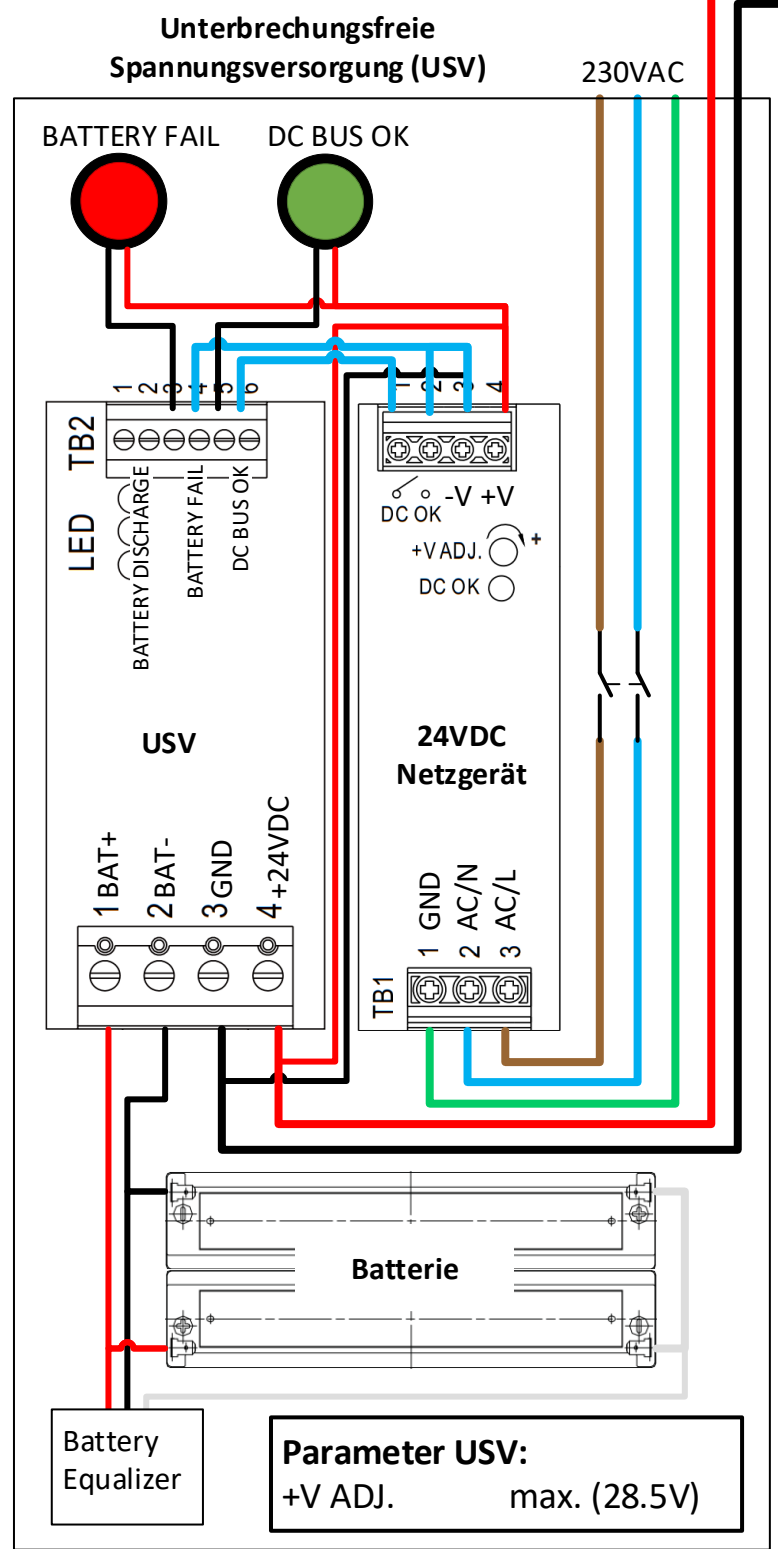 Unterbrechungsfreie
Spannungsversorgung (USV)
230VAC
BATTERY FAIL
DC BUS OK
1
2
3
4
5
6
TB2
LED
BATTERY DISCHARGE
BATTERY FAIL
DC BUS OK
1
2
3
4
DC OK
-V +V
+V ADJ.
+
DC OK
USV
24VDC
Netzgerät
1 BAT+
2 BAT-
3 GND
4 +24VDC
TB1
1 GND
2 AC/N
3 AC/L
Batterie
Battery
Equalizer
Parameter USV:
+V ADJ. max. (28.5V)